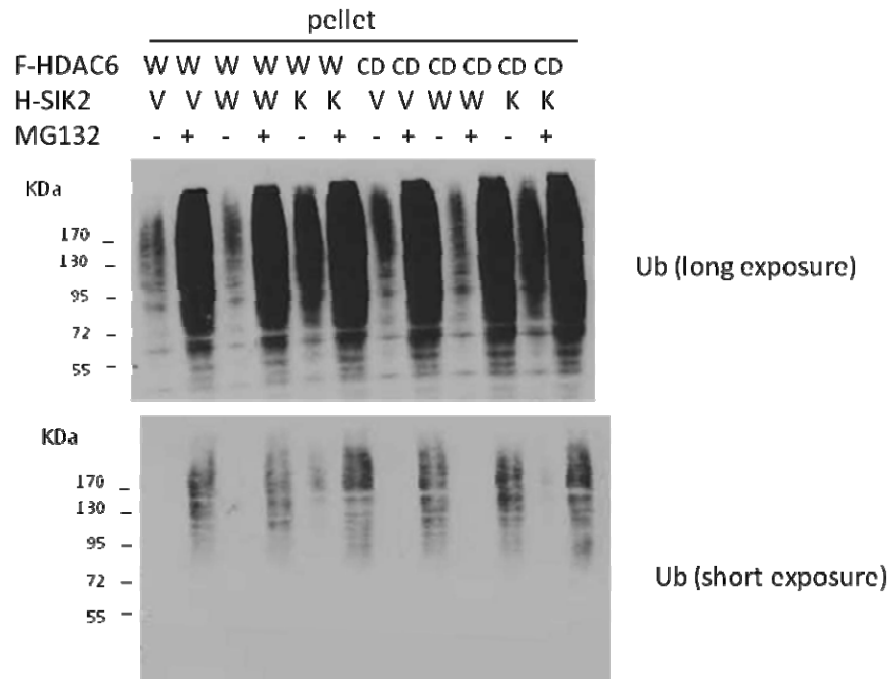 pellet
F-HDAC6 W W W W W W CD CD CD CD CD CD
H-SIK2 V V W W K K V V W W K K
MG132 - + - + - + - + - + - +
KDa
170
130
95
72
55
Ub (long exposure)
KDa
170
130
95
72
55
Ub (short exposure)